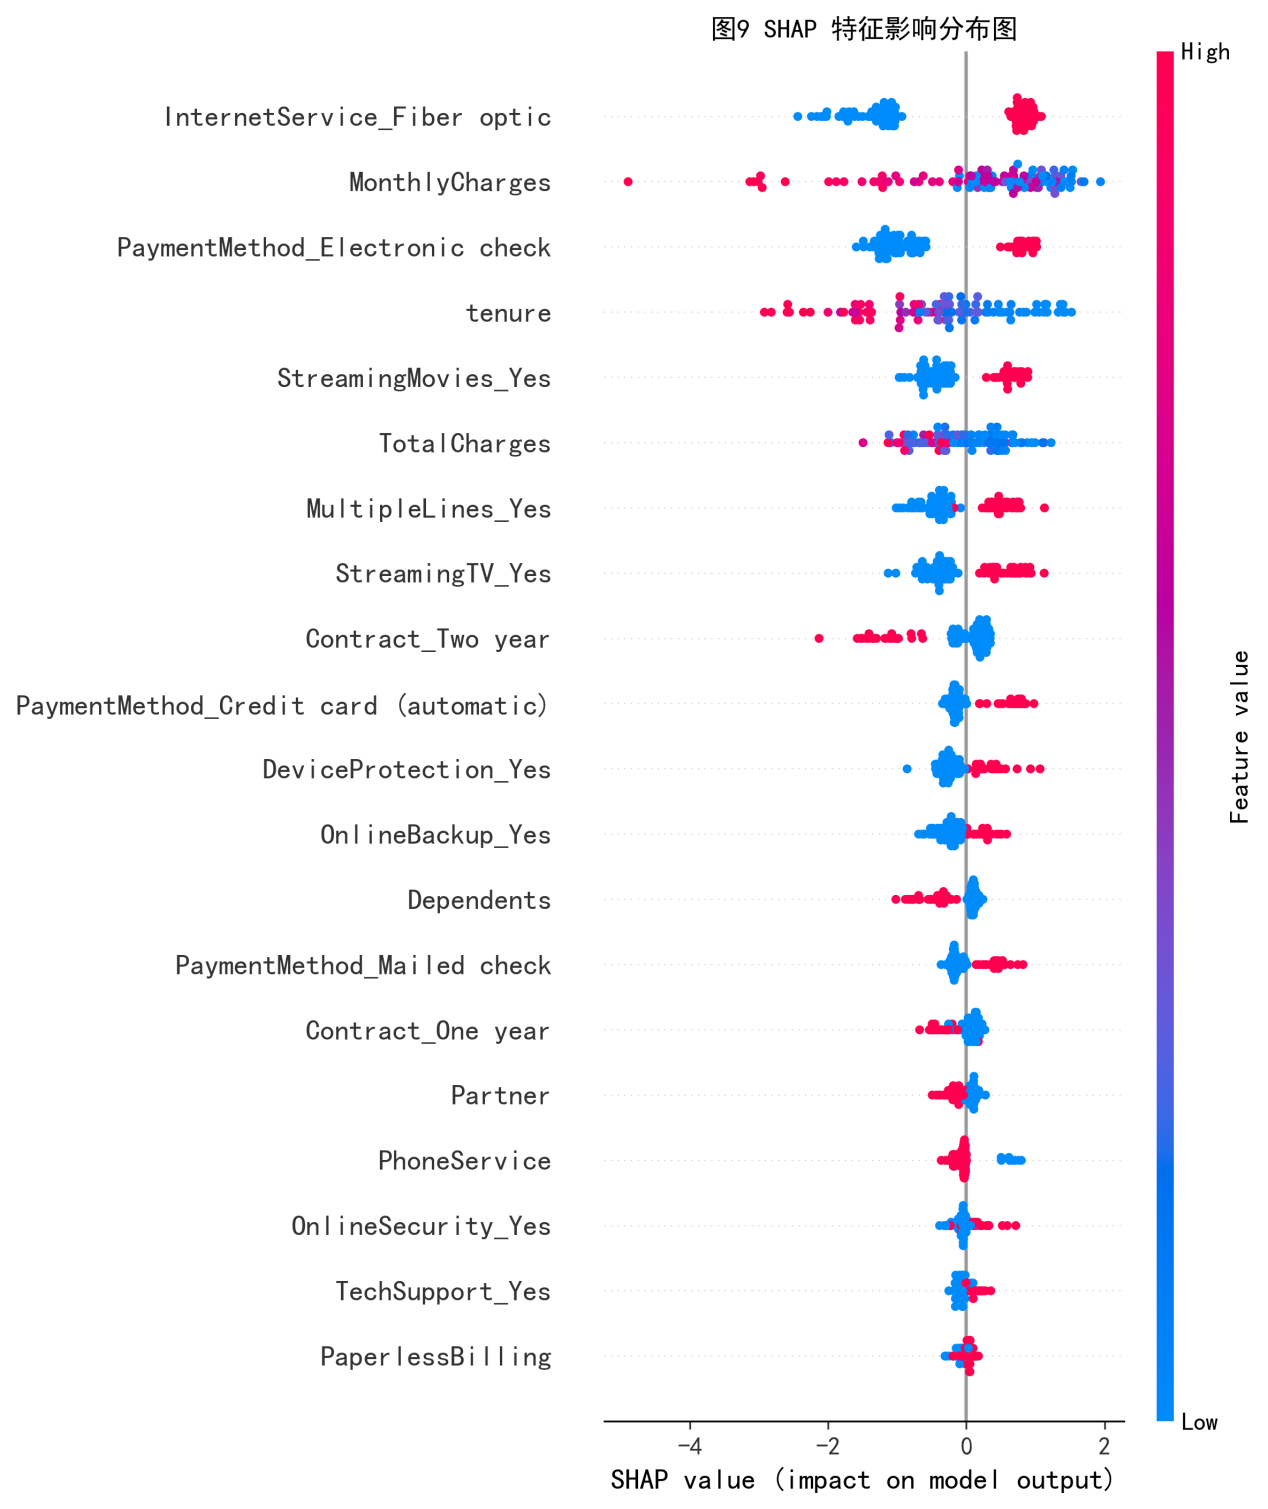 图9 SHAP 特征影响分布图
High
InternetService_Fiber optic
MonthlyCharges
PaymentMethod_Electronic check
tenure
StreamingMovies_Yes
TotalCharges
MultipleLines_Yes
StreamingTV_Yes
Contract_Two year
PaymentMethod_Credit card (automatic)
DeviceProtection_Yes
OnlineBackup_Yes
Dependents
PaymentMethod_Mailed check
Contract_One year
Partner
PhoneService
OnlineSecurity_Yes
TechSupport_Yes
PaperlessBilling
Feature value
Low
−4 −2 0 2
SHAP value (impact on model output)